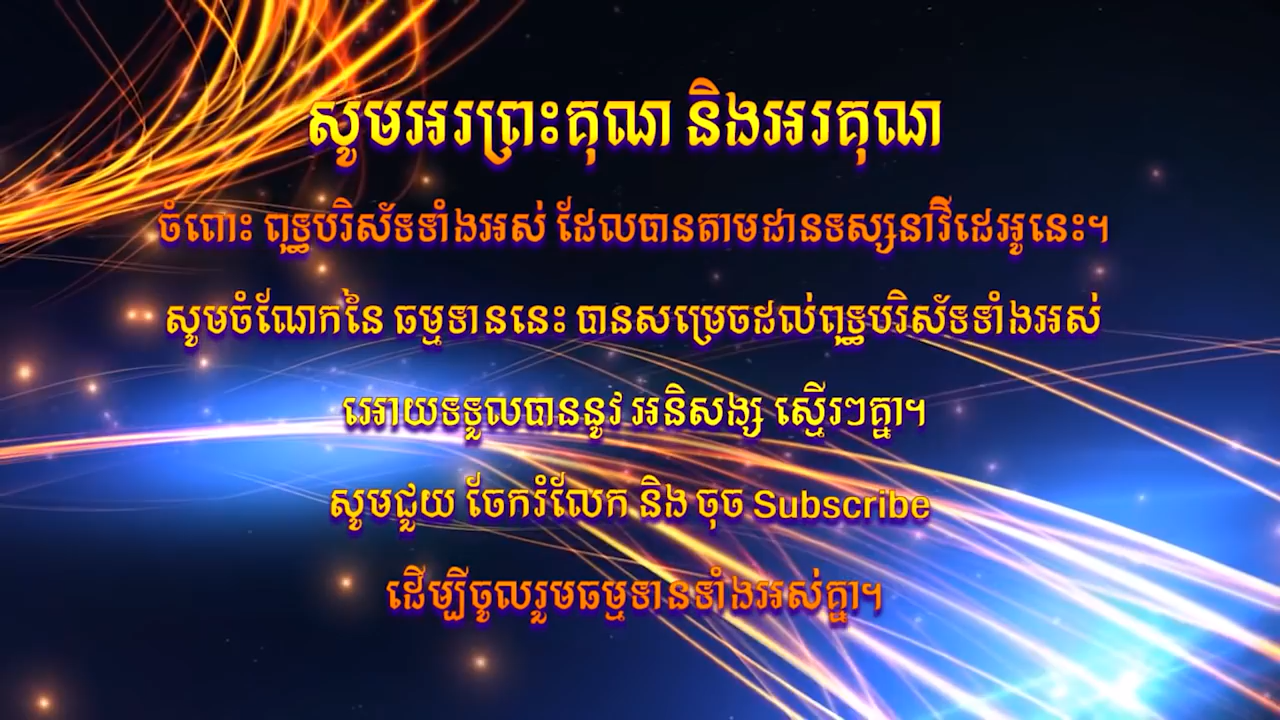 សូមអរព្រះគុណ និងអរគុណ
ចំពោះ ពុទ្ធបរិស័ទទាំងអស់ ដែលបានតាមដានទស្សនាវីដេអូនេះ។
សូមចំណែកនៃ ធម្មទាននេះ បានសម្រេចដល់ពុទ្ធបរិស័ទទាំងអស់
អោយទទួលបាននូវ អនិសង្ស ស្មើរៗគ្នា។
សូមជួយ ចែករំលែក និង ចុច Subscribe
ដើម្បីចូលរួមធម្មទានទាំងអស់គ្នា។